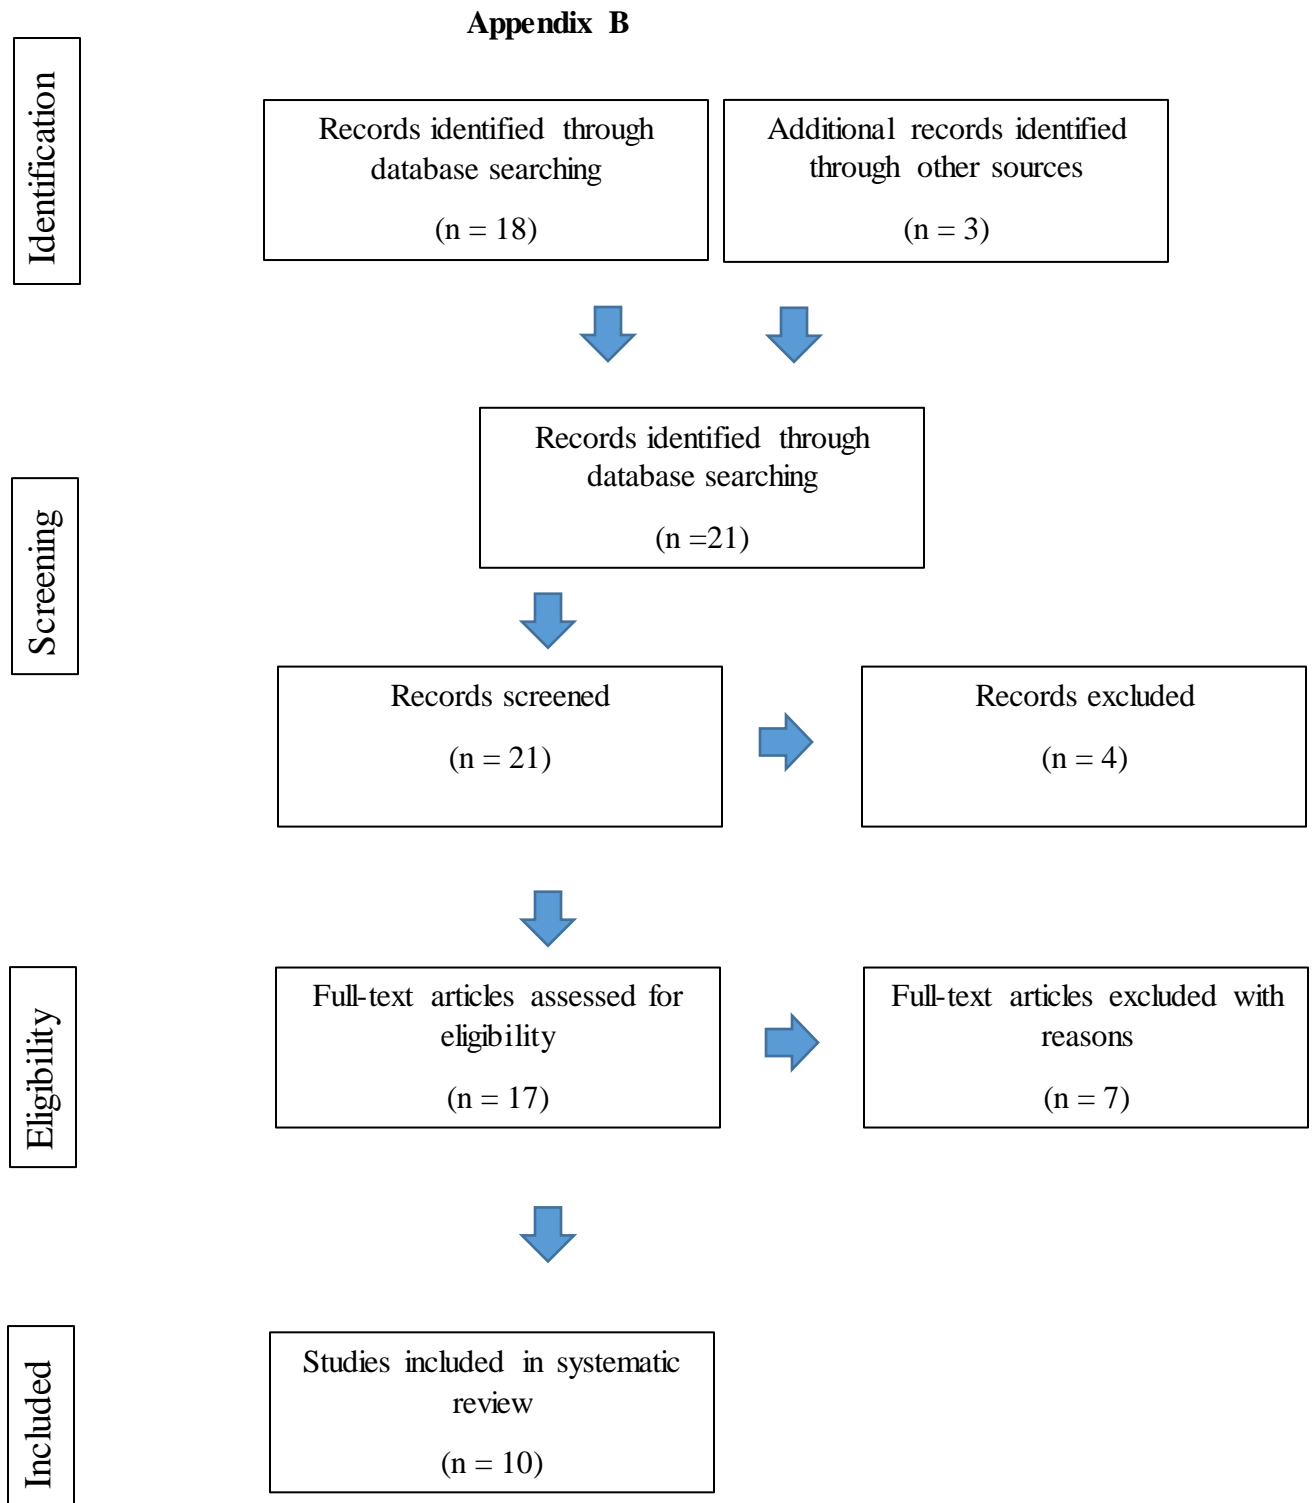 Appendix B
Identification
Records identified through
database searching
(n = 18)
Additional records identified
through other sources
(n = 3)
Screening
Records identified through
database searching
(n =21)
Records screened
(n = 21)
Records excluded
(n = 4)
Eligibility
Full-text articles assessed for
eligibility
(n = 17)
Full-text articles excluded with
reasons
(n = 7)
Included
Studies included in systematic
review
(n = 10)